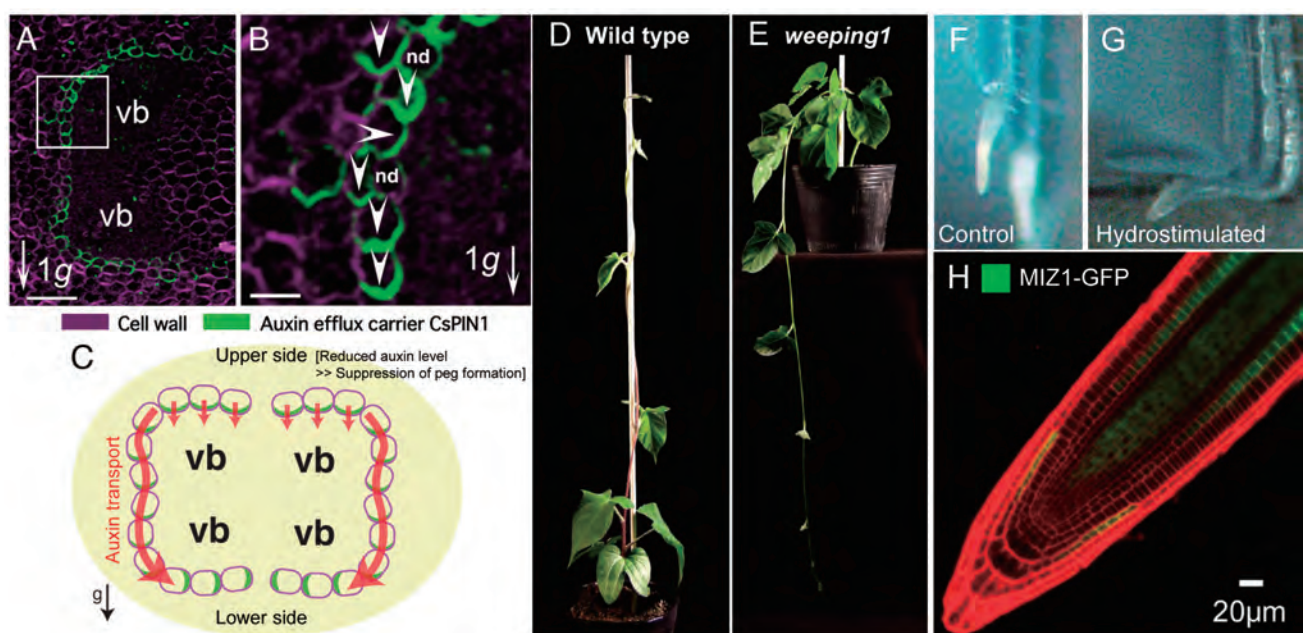 A
vb
vb
1g
B
nd
nd
1g
Cell wall
Auxin efflux carrier CsPIN1
C
Upper side [Reduced auxin level
>> Suppression of peg formation]
Auxin transport
vb vb
vb vb
g
Lower side
D Wild type
E weeping1
F
Control
G
Hydrostimulated
H MIZ1-GFP
20μm